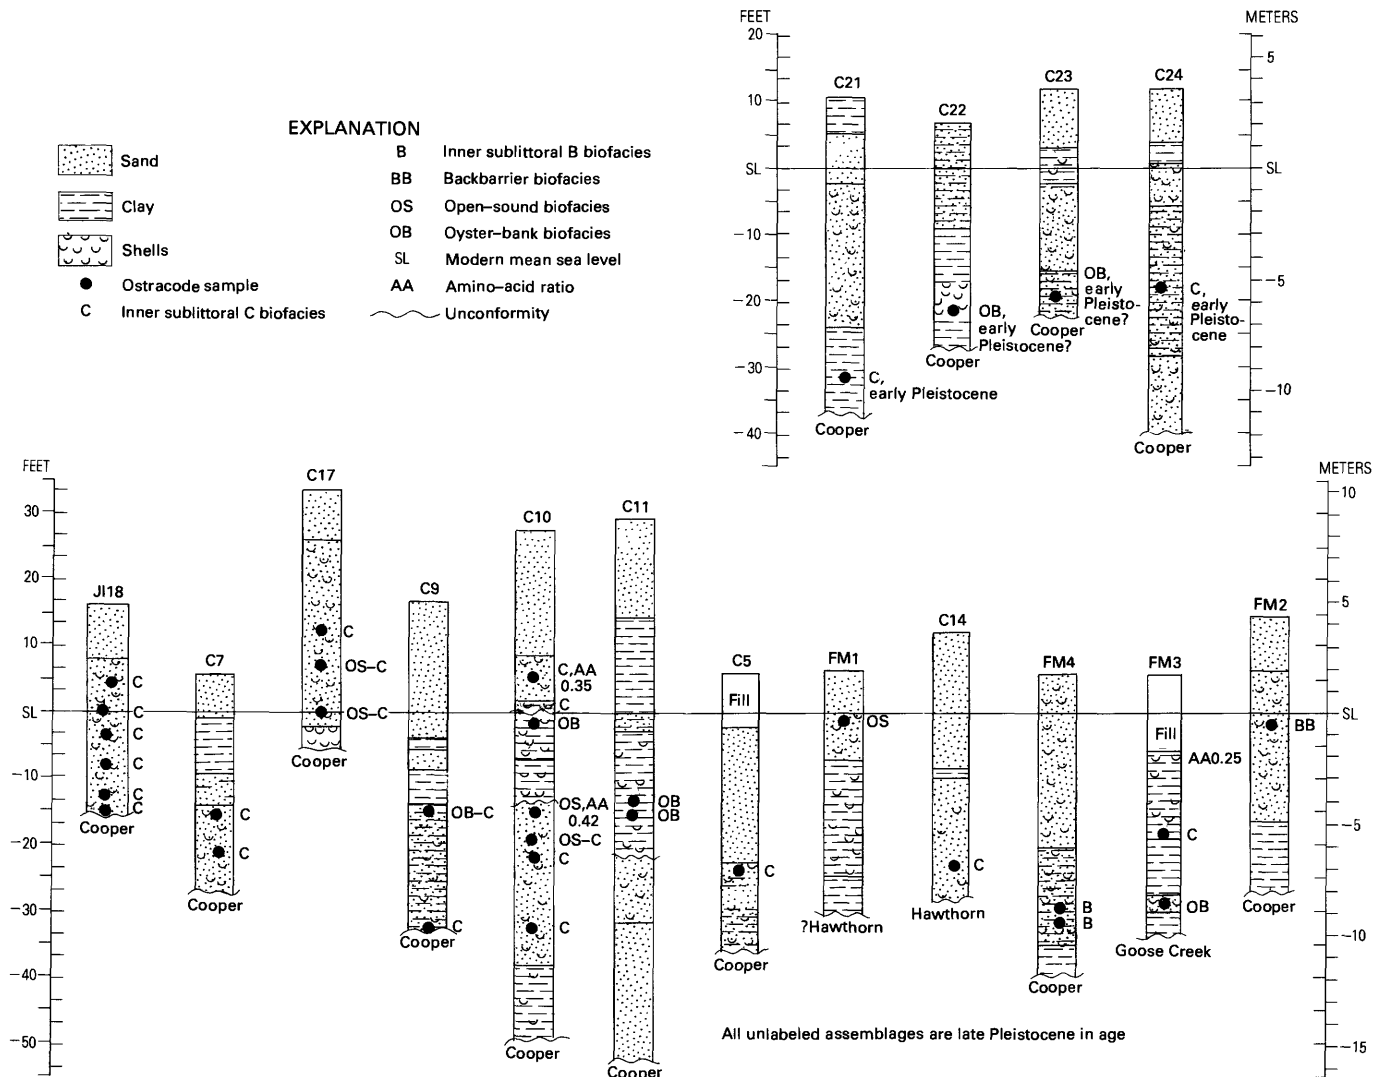 FEET
METERS
20
10
SL
−10
−20
−30
−40
5
SL
−5
−10
C21
C22
C23
C24
C,
early Pleistocene
Cooper
OB,
early
Pleistocene?
Cooper
OB,
early
Pleisto-
cene?
Cooper
C,
early
Pleisto-
cene
Cooper
EXPLANATION
Sand
Clay
Shells
Ostracode sample
C Inner sublittoral C biofacies
B Inner sublittoral B biofacies
BB Backbarrier biofacies
OS Open–sound biofacies
OB Oyster–bank biofacies
SL Modern mean sea level
AA Amino–acid ratio
Unconformity
FEET
METERS
30
20
10
SL
−10
−20
−30
−40
−50
10
5
SL
−5
−10
−15
JI18
C
C
C
C
C
C
Cooper
C7
C
C
Cooper
C17
C
OS–C
OS–C
Cooper
C9
OB–C
C
Cooper
C10
C,AA
0.35
C
OB
OS,AA
0.42
OS–C
C
C
Cooper
C11
OB
OB
Cooper
C5
Fill
C
Cooper
FM1
OS
?Hawthorn
C14
C
Hawthorn
FM4
B
B
Cooper
FM3
Fill
AA0.25
C
OB
Goose Creek
FM2
BB
Cooper
All unlabeled assemblages are late Pleistocene in age